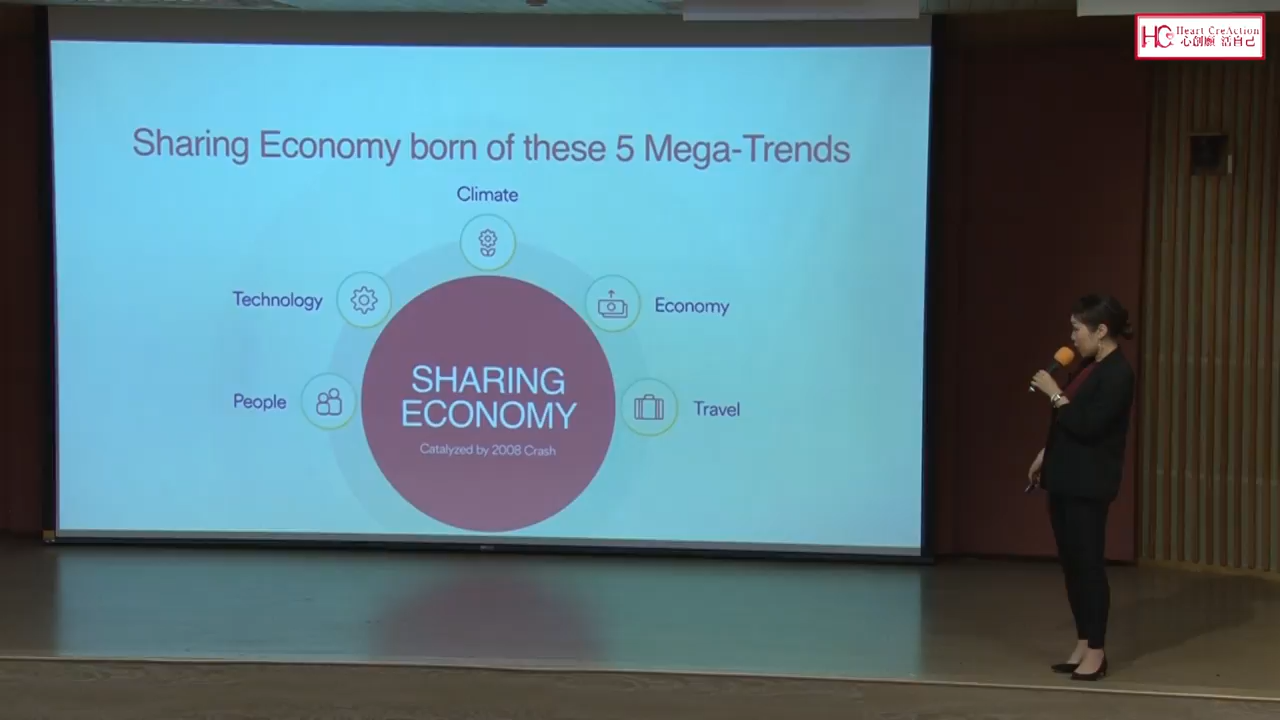 Heart CreAction
心創願 活自己
Sharing Economy born of these 5 Mega-Trends
Climate
Technology
Economy
People
SHARING
ECONOMY
Catalyzed by 2008 Crash
Travel